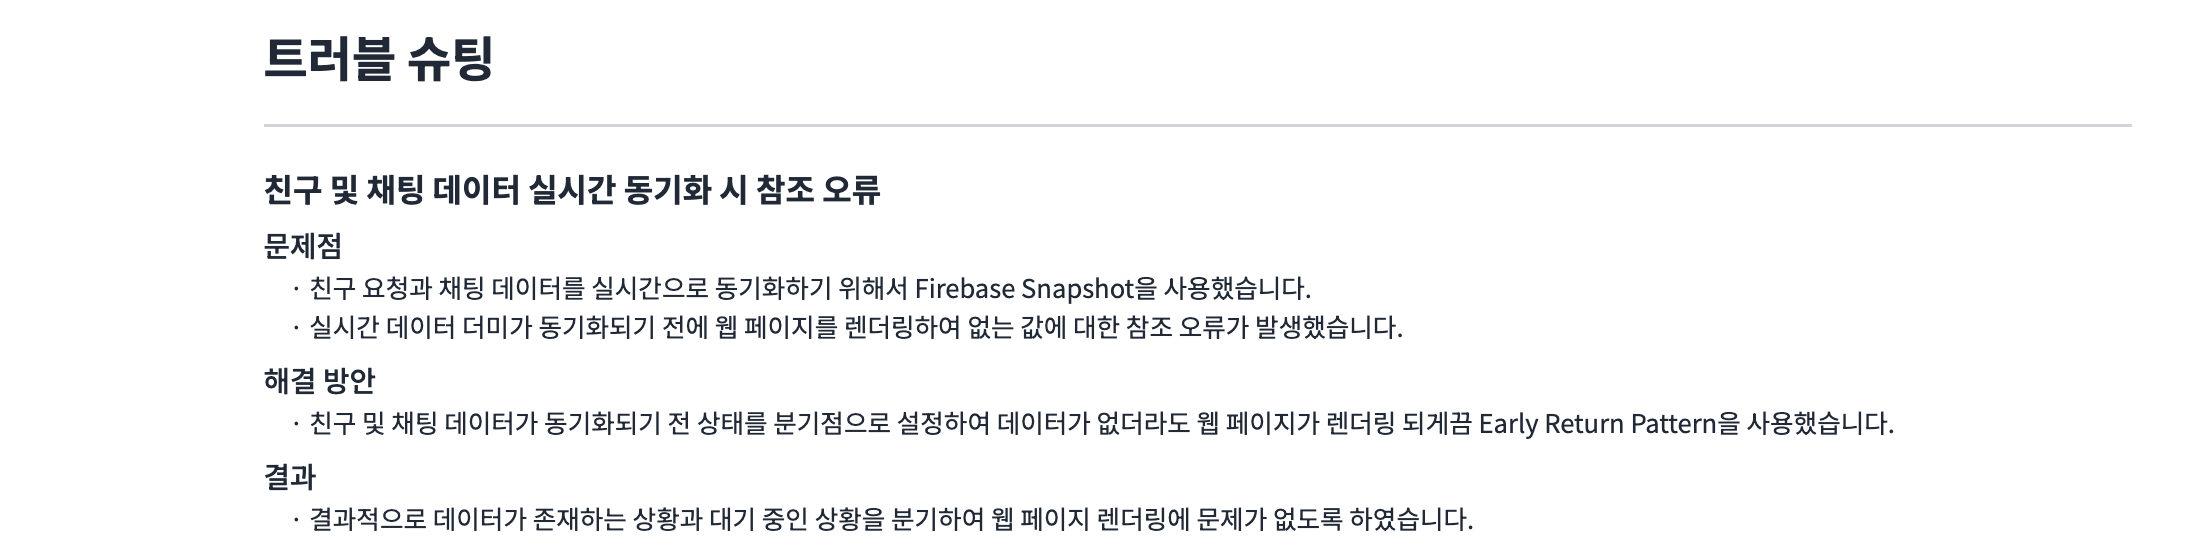 트러블 슈팅
친구 및 채팅 데이터 실시간 동기화 시 참조 오류
문제점
· 친구 요청과 채팅 데이터를 실시간으로 동기화하기 위해서 Firebase Snapshot을 사용했습니다.
· 실시간 데이터 더미가 동기화되기 전에 웹 페이지를 렌더링하여 없는 값에 대한 참조 오류가 발생했습니다.
해결 방안
· 친구 및 채팅 데이터가 동기화되기 전 상태를 분기점으로 설정하여 데이터가 없더라도 웹 페이지가 렌더링 되게끔 Early Return Pattern을 사용했습니다.
결과
· 결과적으로 데이터가 존재하는 상황과 대기 중인 상황을 분기하여 웹 페이지 렌더링에 문제가 없도록 하였습니다.